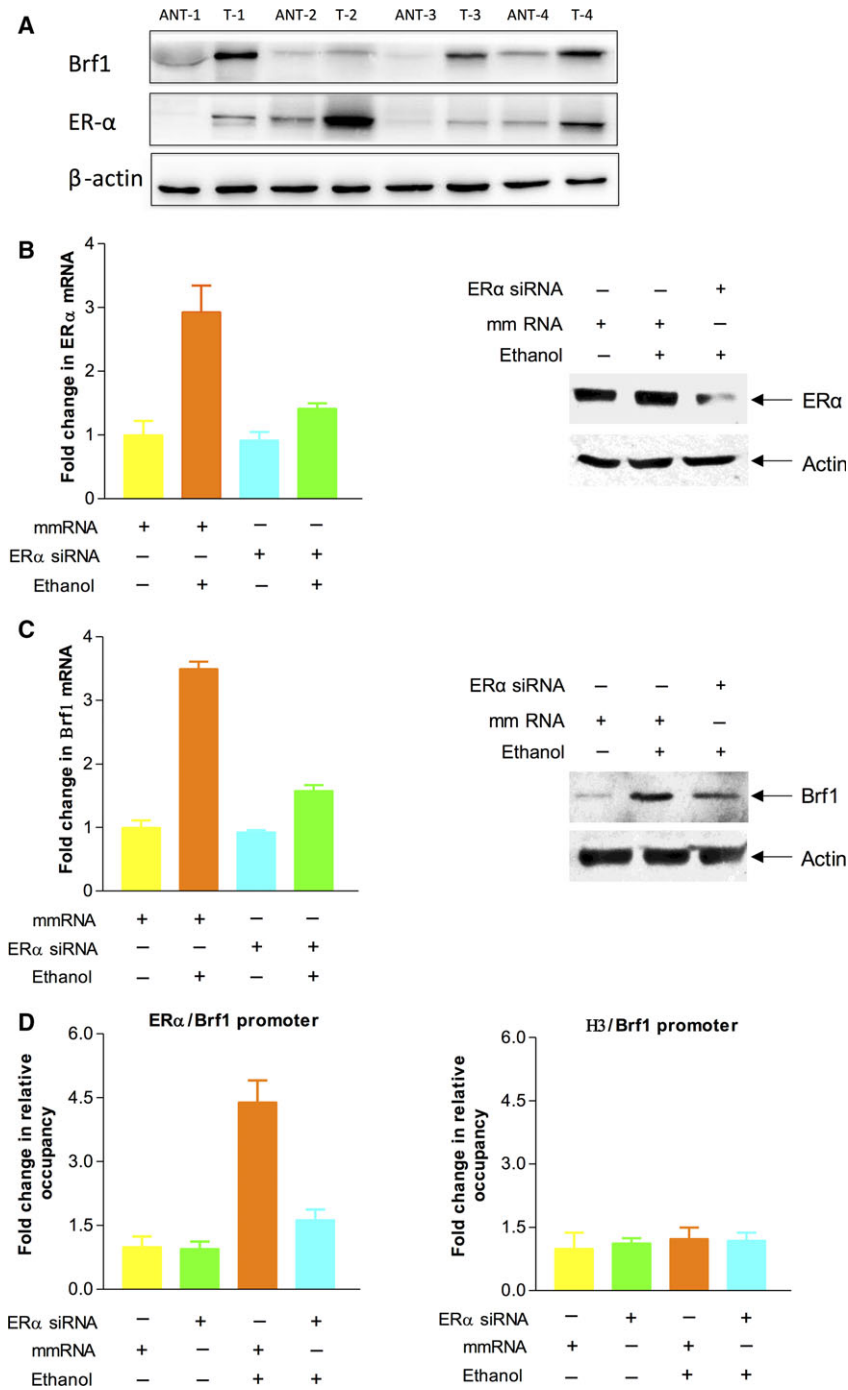 A
ANT-1 T-1 ANT-2 T-2 ANT-3 T-3 ANT-4 T-4
Brf1
ER-α
β-actin
B
Fold change in ERα mRNA
4
3
2
1
0
mmRNA + + – –
ERα siRNA – – + +
Ethanol – + – +
ERα siRNA – – +
mm RNA + + –
Ethanol – + +
ERα
Actin
C
Fold change in Brf1 mRNA
4
3
2
1
0
mmRNA + + – –
ERα siRNA – – + +
Ethanol – + – +
ERα siRNA – – +
mm RNA + + –
Ethanol – + +
Brf1
Actin
D
ERα/Brf1 promoter
Fold change in relative
occupancy
6.0
4.5
3.0
1.5
0.0
ERα siRNA – + – +
mmRNA + – + –
Ethanol – – + +
H3/Brf1 promoter
Fold change in relative
occupancy
6.0
4.5
3.0
1.5
0.0
ERα siRNA – + – +
mmRNA + – + –
Ethanol – – + +